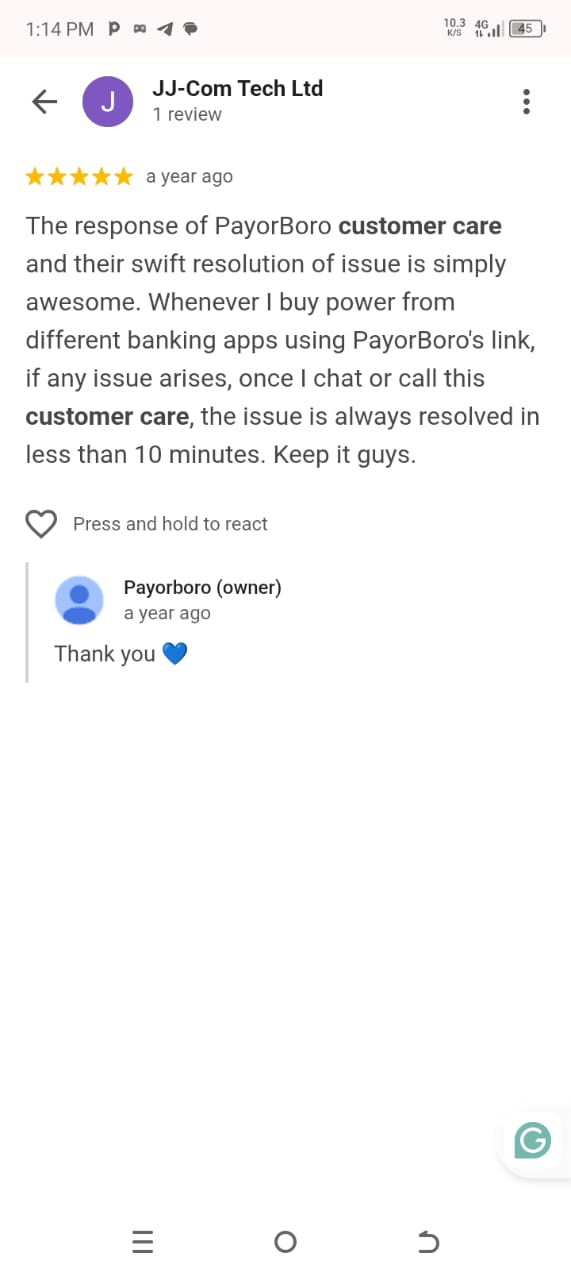 1:14 PM
10.3 K/S 4G 45
JJ-Com Tech Ltd
J
1 review
a year ago
The response of PayorBoro customer care
and their swift resolution of issue is simply
awesome. Whenever I buy power from
different banking apps using PayorBoro's link,
if any issue arises, once I chat or call this
customer care, the issue is always resolved in
less than 10 minutes. Keep it guys.
Press and hold to react
Payorboro (owner)
a year ago
Thank you 💙